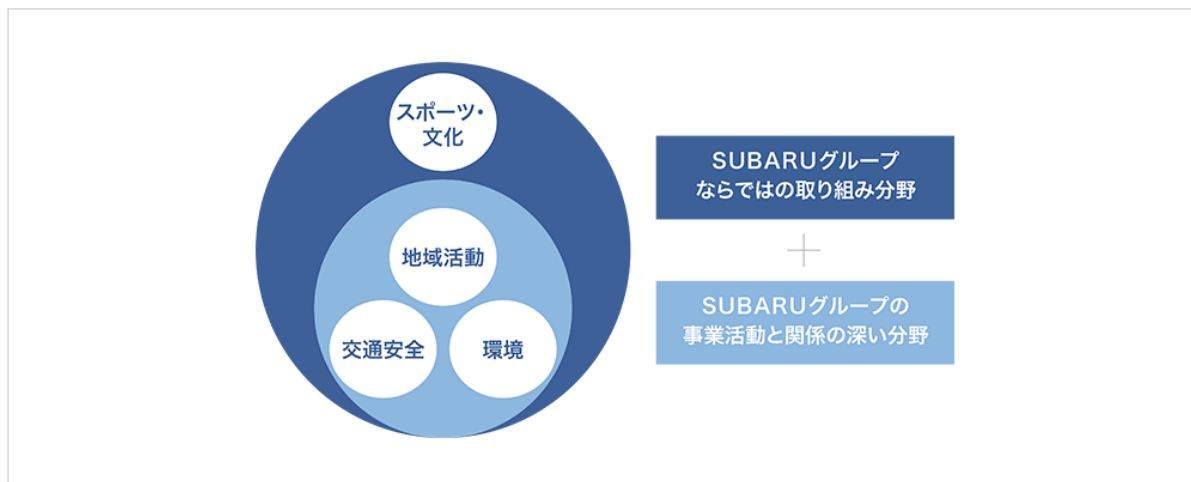 スポーツ・
文化
地域活動
交通安全
環境
SUBARUグループ
ならではの取り組み分野
SUBARUグループの
事業活動と関係の深い分野